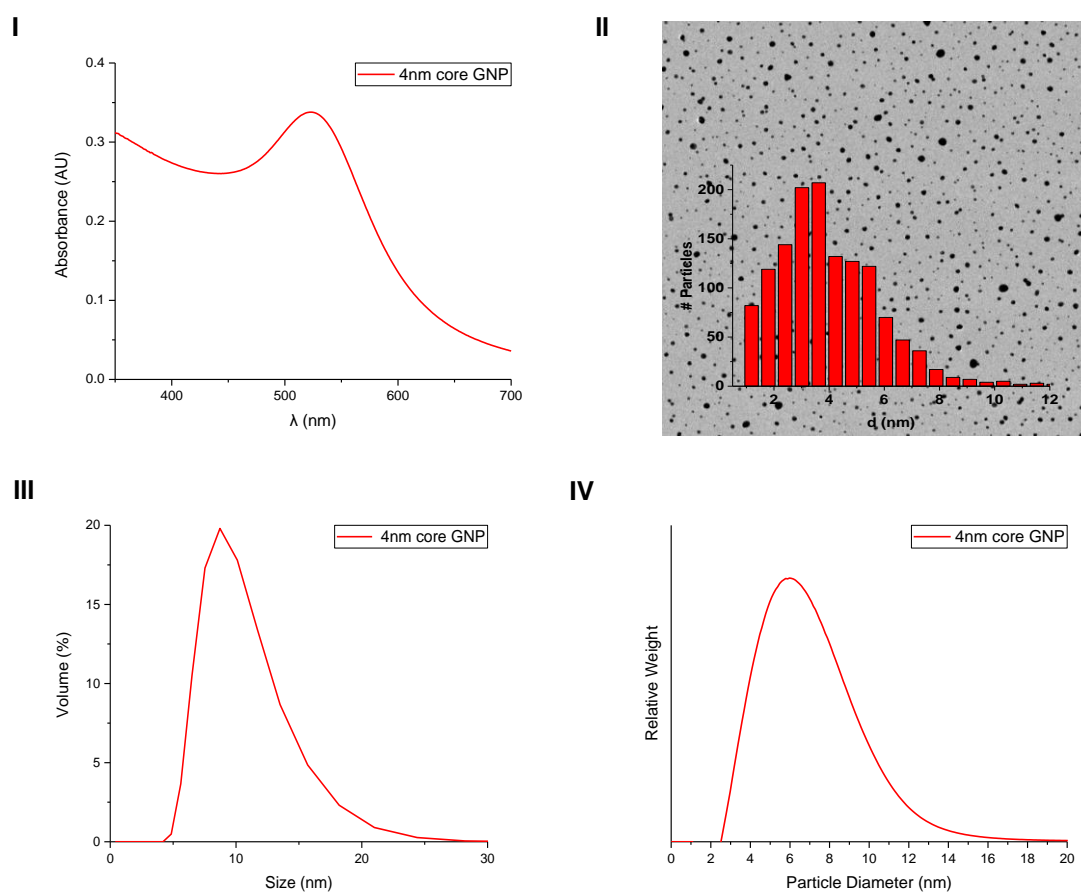 I
4nm core GNP
0.4
0.3
0.2
0.1
0.0
Absorbance (AU)
400
500
600
700
λ (nm)
II
200
150
100
50
0
# Particles
2
4
6
8
10
12
d (nm)
III
4nm core GNP
20
15
10
5
0
Volume (%)
0
10
20
30
Size (nm)
IV
4nm core GNP
Relative Weight
0
2
4
6
8
10
12
14
16
18
20
Particle Diameter (nm)